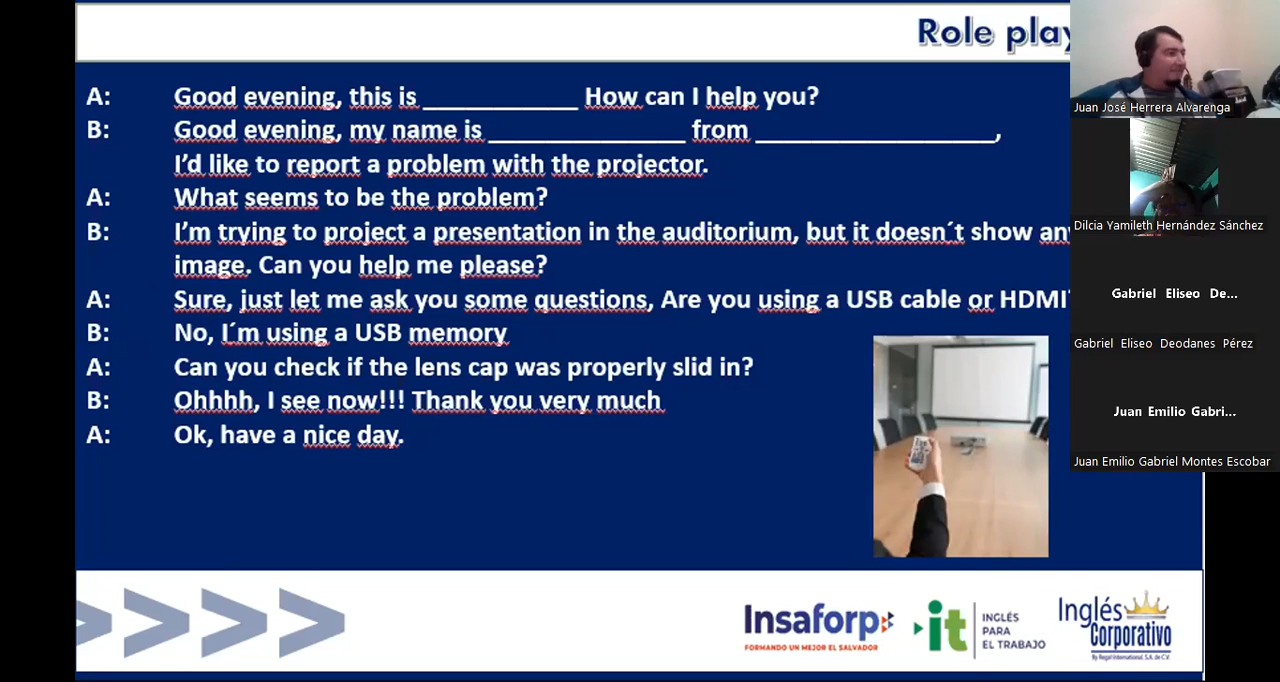 Role play
A: Good evening, this is ____________ How can I help you?
B: Good evening, my name is _______________ from __________________,
I'd like to report a problem with the projector.
A: What seems to be the problem?
B: I'm trying to project a presentation in the auditorium, but it doesn´t show
image. Can you help me please?
A: Sure, just let me ask you some questions, Are you using a USB cable or HDMI
B: No, I´m using a USB memory
A: Can you check if the lens cap was properly slid in?
B: Ohhhh, I see now!!! Thank you very much
A: Ok, have a nice day.
Juan José Herrera Alvarenga
Dilcia Yamileth Hernández Sánchez
Gabriel Eliseo De...
Gabriel Eliseo Deodanes Pérez
Juan Emilio Gabri...
Juan Emilio Gabriel Montes Escobar
Insaforp
FORMANDO UN MEJOR EL SALVADOR
it
INGLÉS
PARA
EL TRABAJO
Inglés
Corporativo
By Regal International, S.A. de C.V.